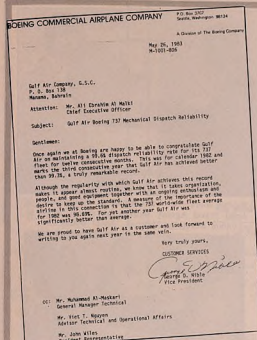 BOEING COMMERCIAL AIRPLANE COMPANY
P.O. Box 3707
Seattle, Washington 98124
A Division of The Boeing Company
May 26, 1983
M-1001-806
Gulf Air Company, G.S.C.
P. O. Box 138
Manama, Bahrain
Attention: Mr. Ali Ebrahim Al Malki
Chief Executive Officer
Subject: Gulf Air Boeing 737 Mechanical Dispatch Reliability
Gentlemen:
Once again we at Boeing are happy to be able to congratulate Gulf
Air on maintaining a 99.6% dispatch reliability rate for its 737
fleet for twelve consecutive months. This was for calendar 1982 and
marks the third consecutive year that Gulf Air has achieved better
than 99.3%, a truly remarkable record.
Although the regularity with which Gulf Air achieves this record
makes it appear almost routine, we know that it takes organization,
people, and good equipment together with an ongoing enthusiasm and
desire to keep up the standard. A measure of the importance of the
airline in this connection is that the 737 world-wide fleet average
for 1982 was 98.69%. For yet another year Gulf Air was
significantly better than average.
We are proud to have Gulf Air as a customer and look forward to
writing to you again next year in the same vein.
Very truly yours,
CUSTOMER SERVICES
George D. Nible
Vice President
cc: Mr. Muhammad Al-Maskari
General Manager Technical
Mr. Viet T. Nguyen
Advisor Technical and Operational Affairs
Mr. John Viles
Resident Representative